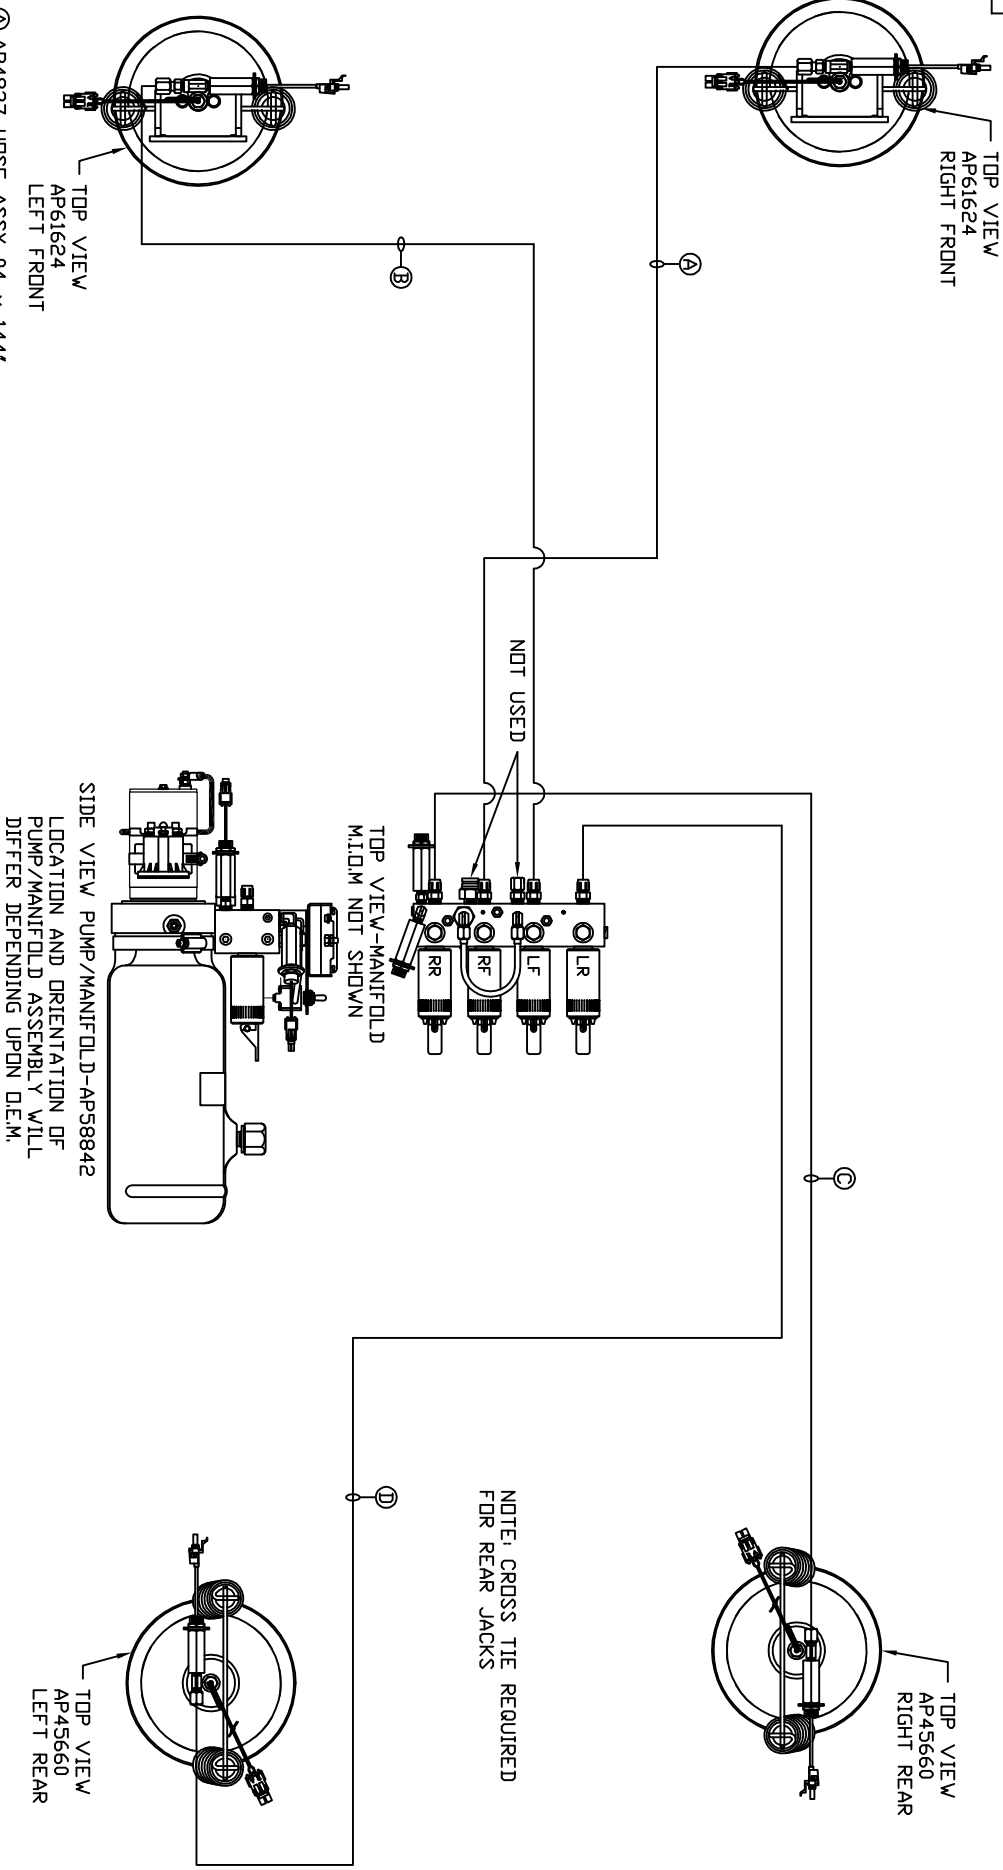 TOP VIEW
AP61624
RIGHT FRONT
A
TOP VIEW
AP61624
LEFT FRONT
B
NOT USED
RR
RF
LF
LR
TOP VIEW-MANIFOLD
M.I.O.M NOT SHOWN
SIDE VIEW PUMP/MANIFOLD-AP58842
LOCATION AND ORIENTATION OF
PUMP/MANIFOLD ASSEMBLY WILL
DIFFER DEPENDING UPON O.E.M.
C
D
NOTE: CROSS TIE REQUIRED
FOR REAR JACKS
TOP VIEW
AP45660
RIGHT REAR
TOP VIEW
AP45660
LEFT REAR